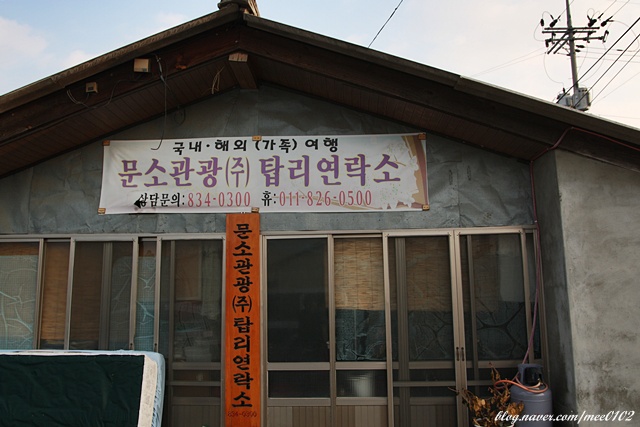 국내·해외 (가족) 여행
문소관광(주) 탑리연락소
상담문의:834-0300 휴:011-826-0500
문소관광(주)탑리연락소
834-0300
blog.naver.com/mee0102